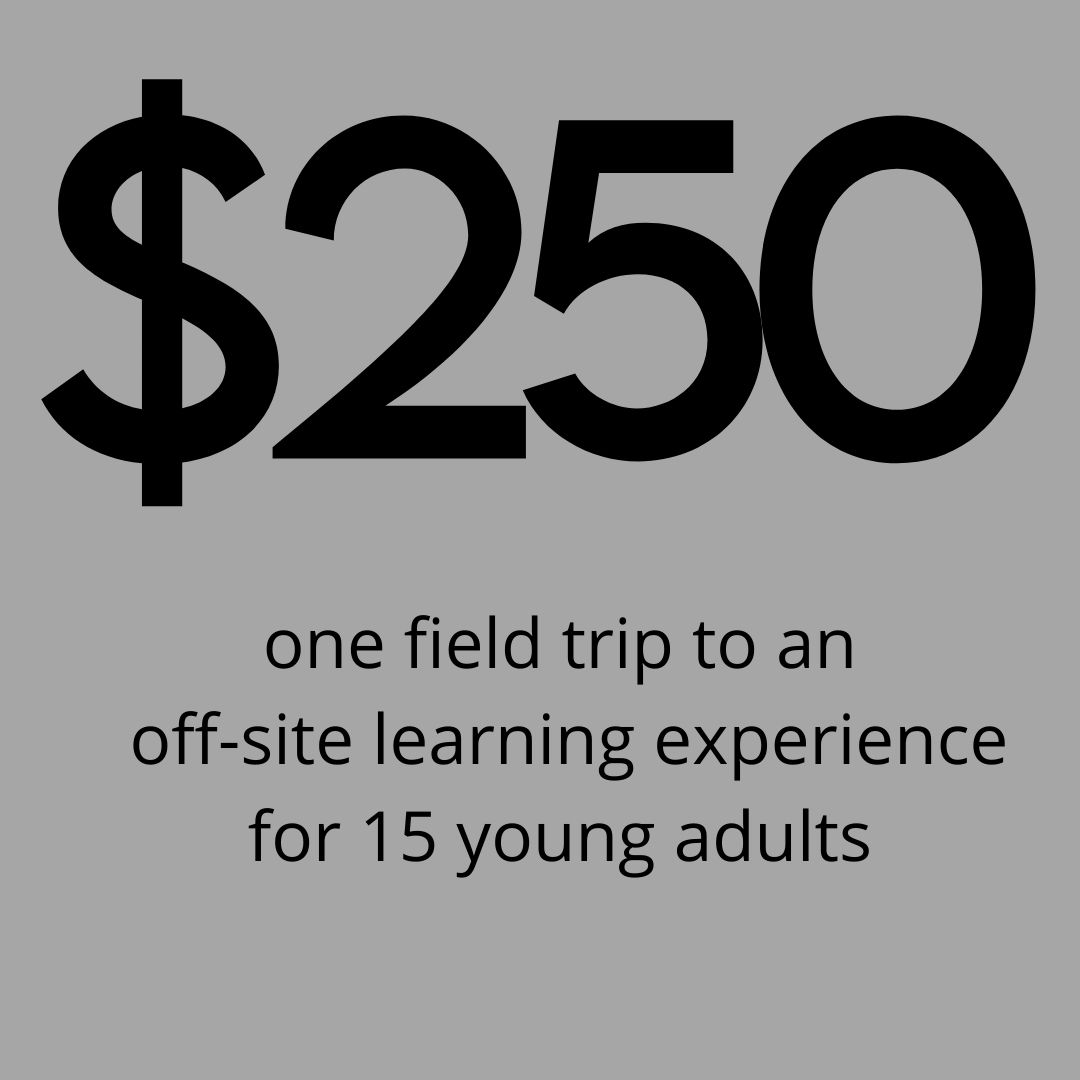 $250
one field trip to an
off-site learning experience
for 15 young adults